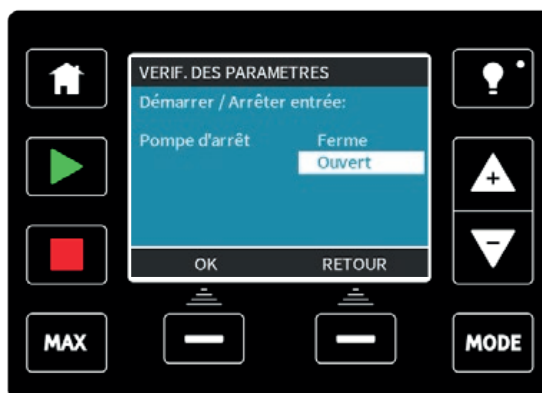 VERIF. DES PARAMETRES
Démarrer / Arrêter entrée:
Pompe d'arrêt Ferme
Ouvert
OK RETOUR
MAX
MODE